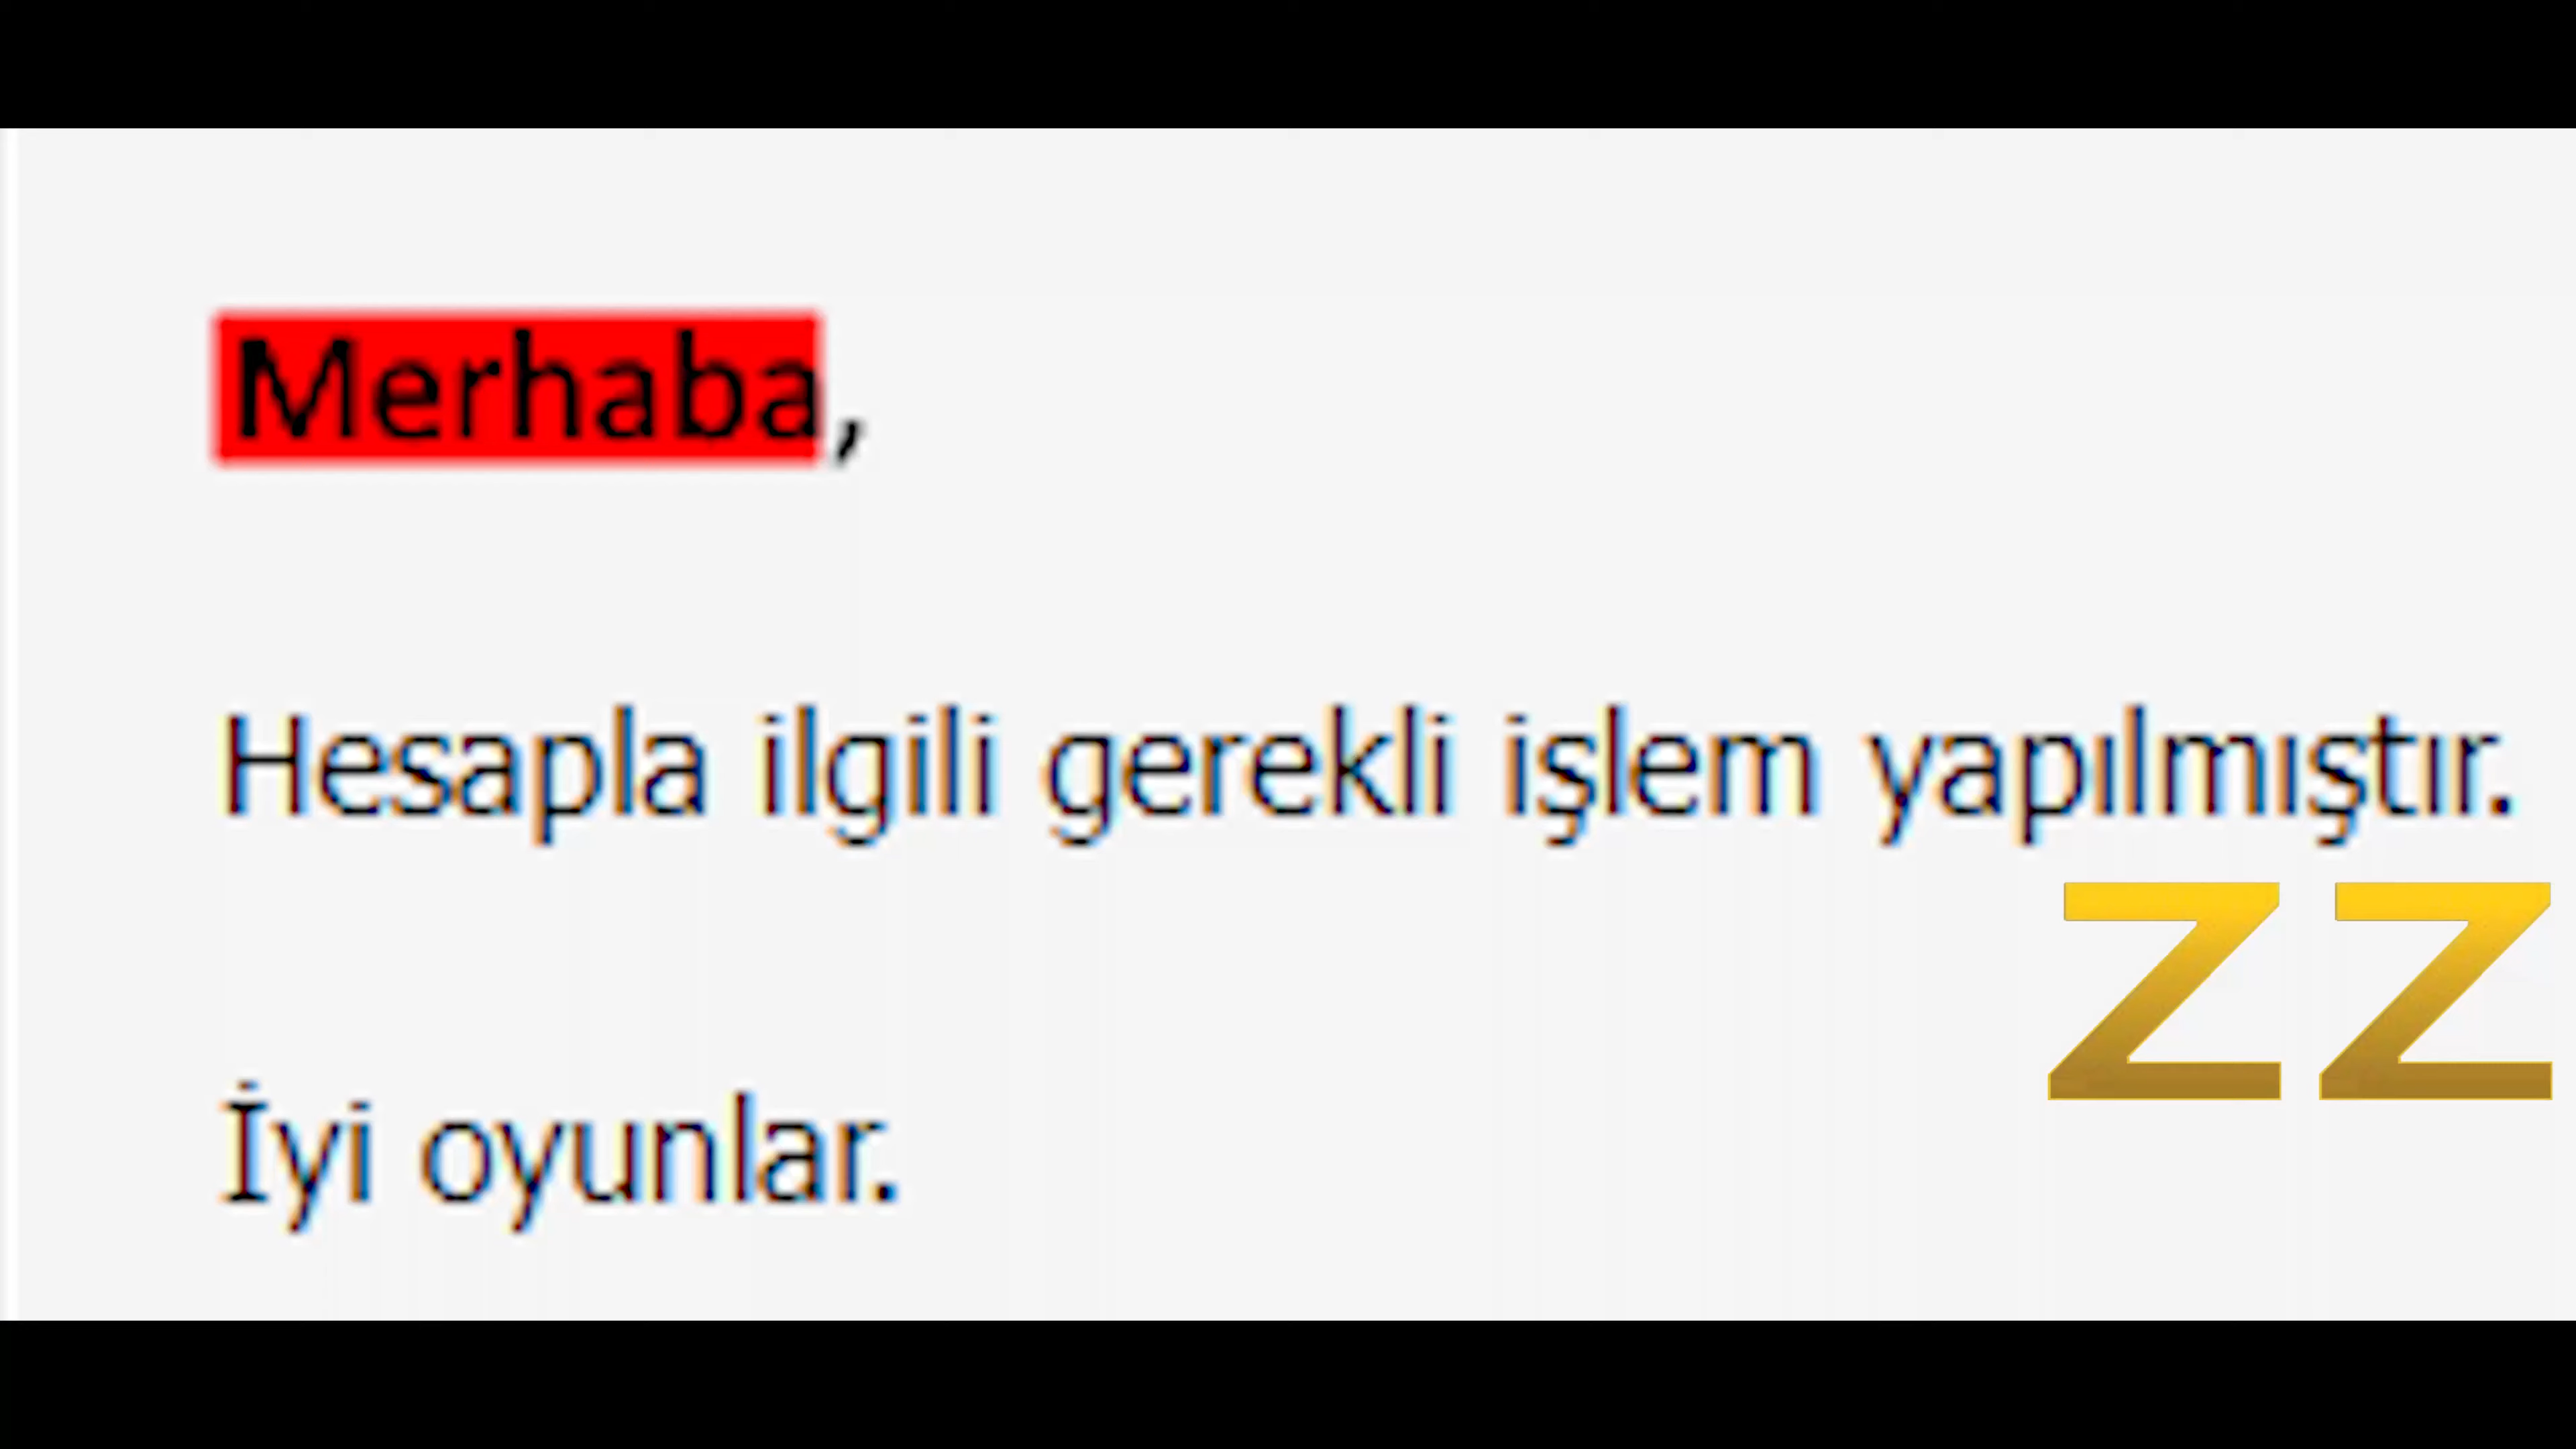 Merhaba,
Hesapla ilgili gerekli işlem yapılmıştır.
ZZ
İyi oyunlar.